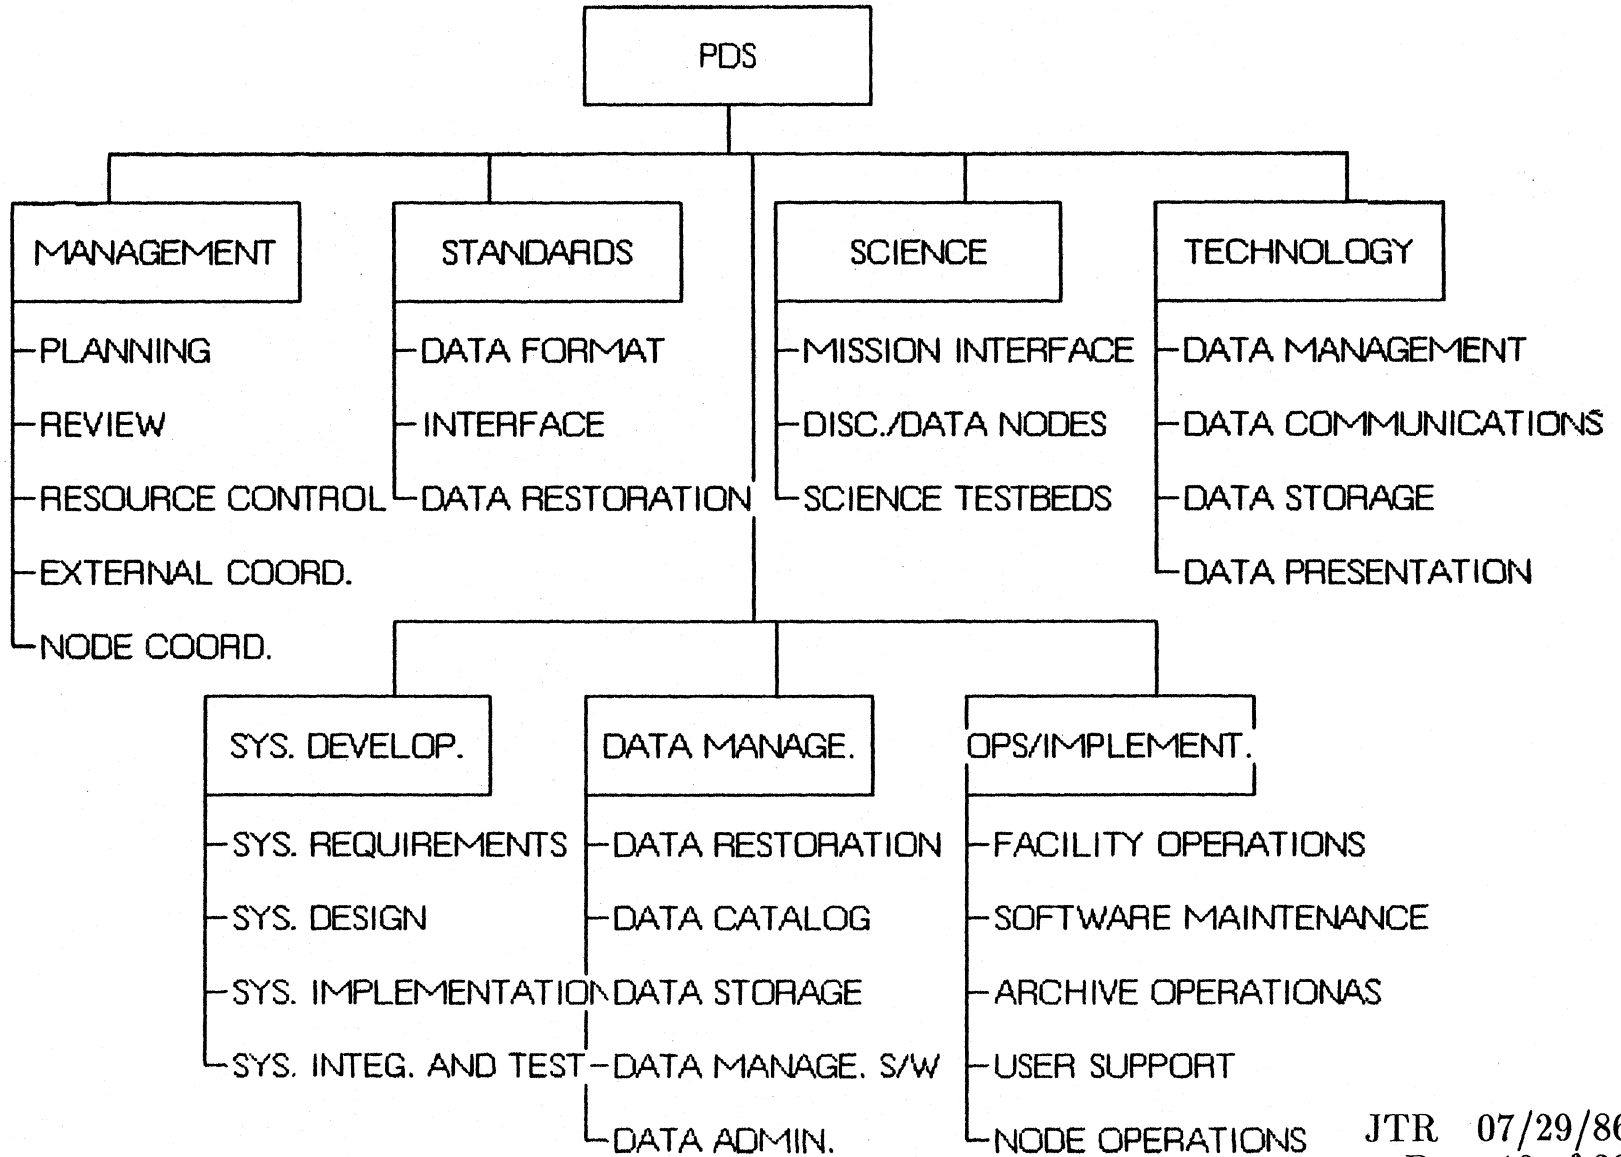 PDS
MANAGEMENT
PLANNING
REVIEW
RESOURCE CONTROL
EXTERNAL COORD.
NODE COORD.
STANDARDS
DATA FORMAT
INTERFACE
DATA RESTORATION
SCIENCE
MISSION INTERFACE
DISC./DATA NODES
SCIENCE TESTBEDS
TECHNOLOGY
DATA MANAGEMENT
DATA COMMUNICATIONS
DATA STORAGE
DATA PRESENTATION
SYS. DEVELOP.
SYS. REQUIREMENTS
SYS. DESIGN
SYS. IMPLEMENTATION
SYS. INTEG. AND TEST
DATA MANAGE.
DATA RESTORATION
DATA CATALOG
DATA STORAGE
DATA MANAGE. S/W
DATA ADMIN.
OPS/IMPLEMENT.
FACILITY OPERATIONS
SOFTWARE MAINTENANCE
ARCHIVE OPERATIONAS
USER SUPPORT
NODE OPERATIONS
JTR 07/29/86